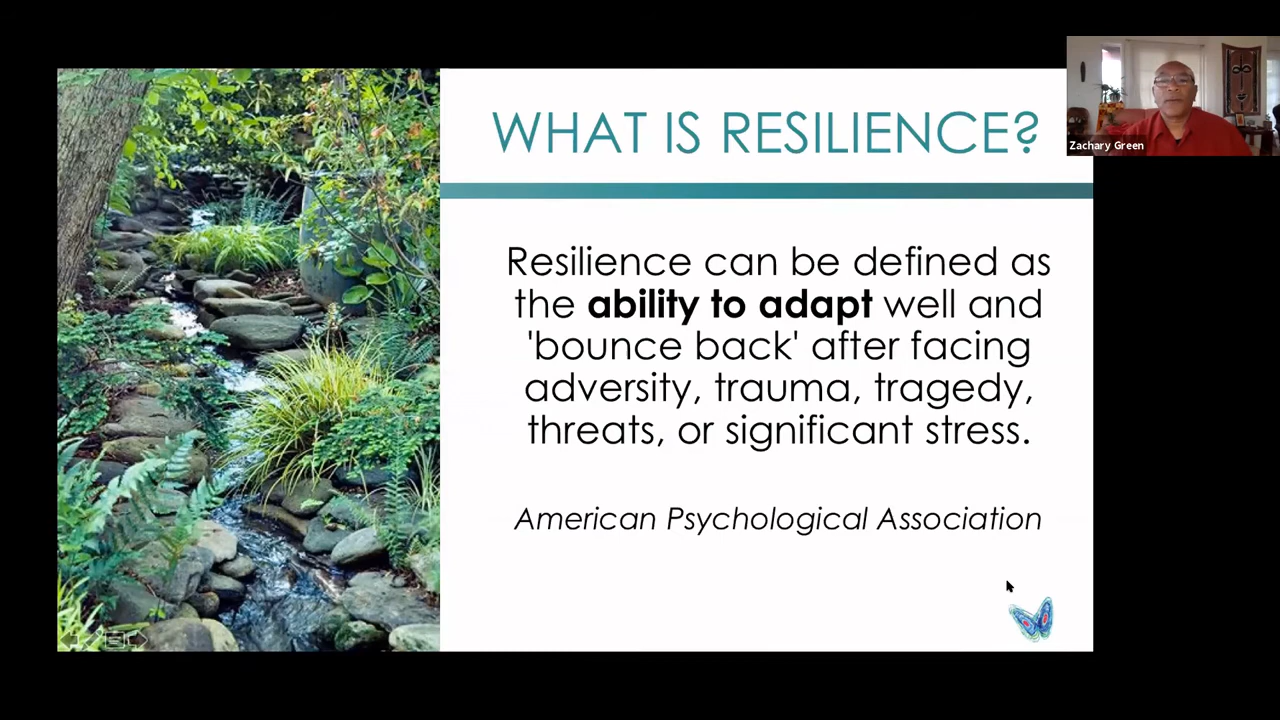 WHAT IS RESILIENCE?
Zachary Green
Resilience can be defined as
the ability to adapt well and
'bounce back' after facing
adversity, trauma, tragedy,
threats, or significant stress.
American Psychological Association